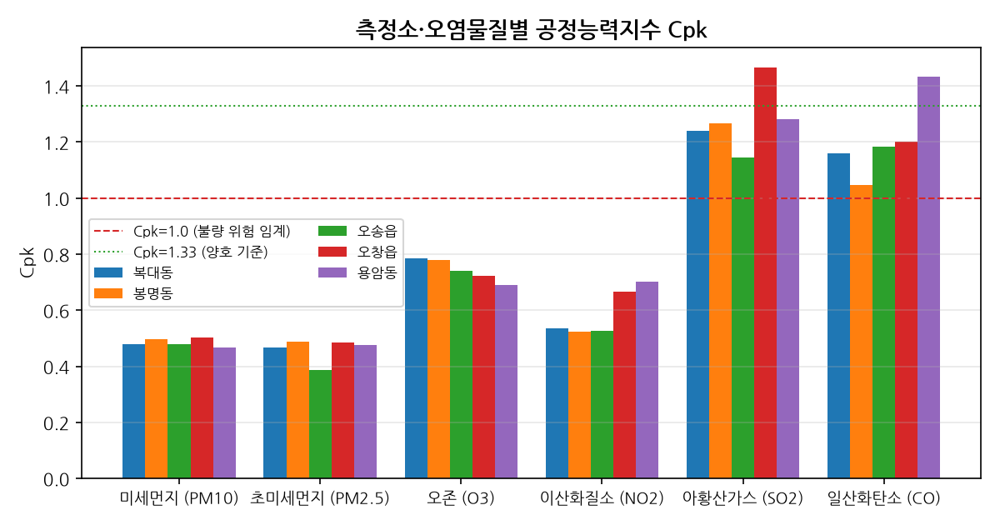 측정소·오염물질별 공정능력지수 Cpk
Cpk
1.4
1.2
1.0
0.8
0.6
0.4
0.2
0.0
Cpk=1.0 (불량 위험 임계)
Cpk=1.33 (양호 기준)
복대동
봉명동
오송읍
오창읍
용암동
미세먼지 (PM10)
초미세먼지 (PM2.5)
오존 (O3)
이산화질소 (NO2)
아황산가스 (SO2)
일산화탄소 (CO)